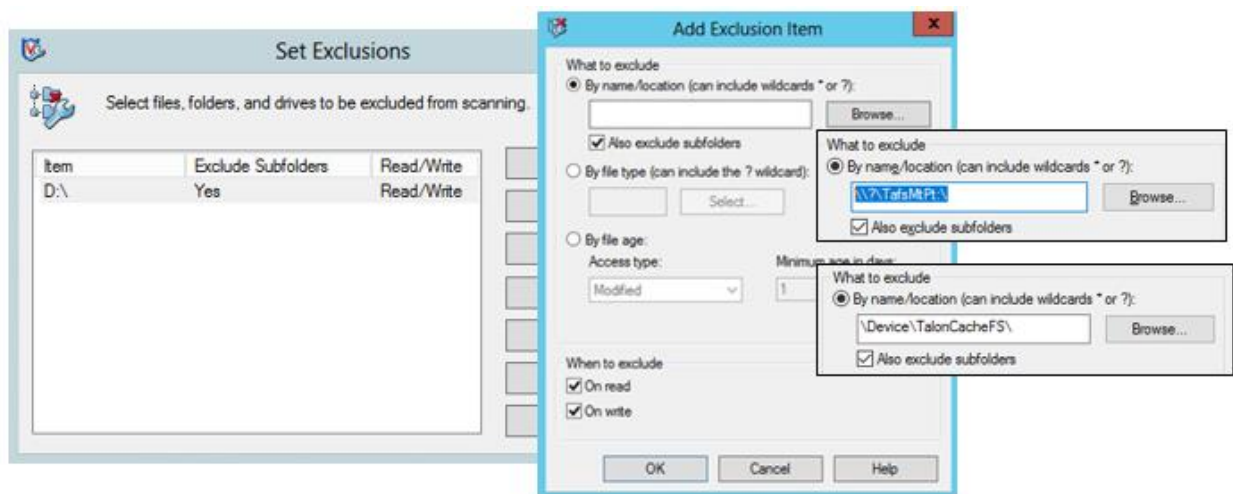 Set Exclusions
Select files, folders, and drives to be excluded from scanning.
Item Exclude Subfolders Read/Write
D:\ Yes Read/Write
Add Exclusion Item
What to exclude
By name/location (can include wildcards * or ?):
Browse...
Also exclude subfolders
By file type (can include the ? wildcard):
Select...
By file age:
Access type: Minimum age in days:
Modified 1
When to exclude
On read
On write
OK Cancel Help
What to exclude
By name/location (can include wildcards * or ?):
\\?\TafsMtPt:\ Browse...
Also exclude subfolders
What to exclude
By name/location (can include wildcards * or ?):
\Device\TalonCacheFS\ Browse...
Also exclude subfolders